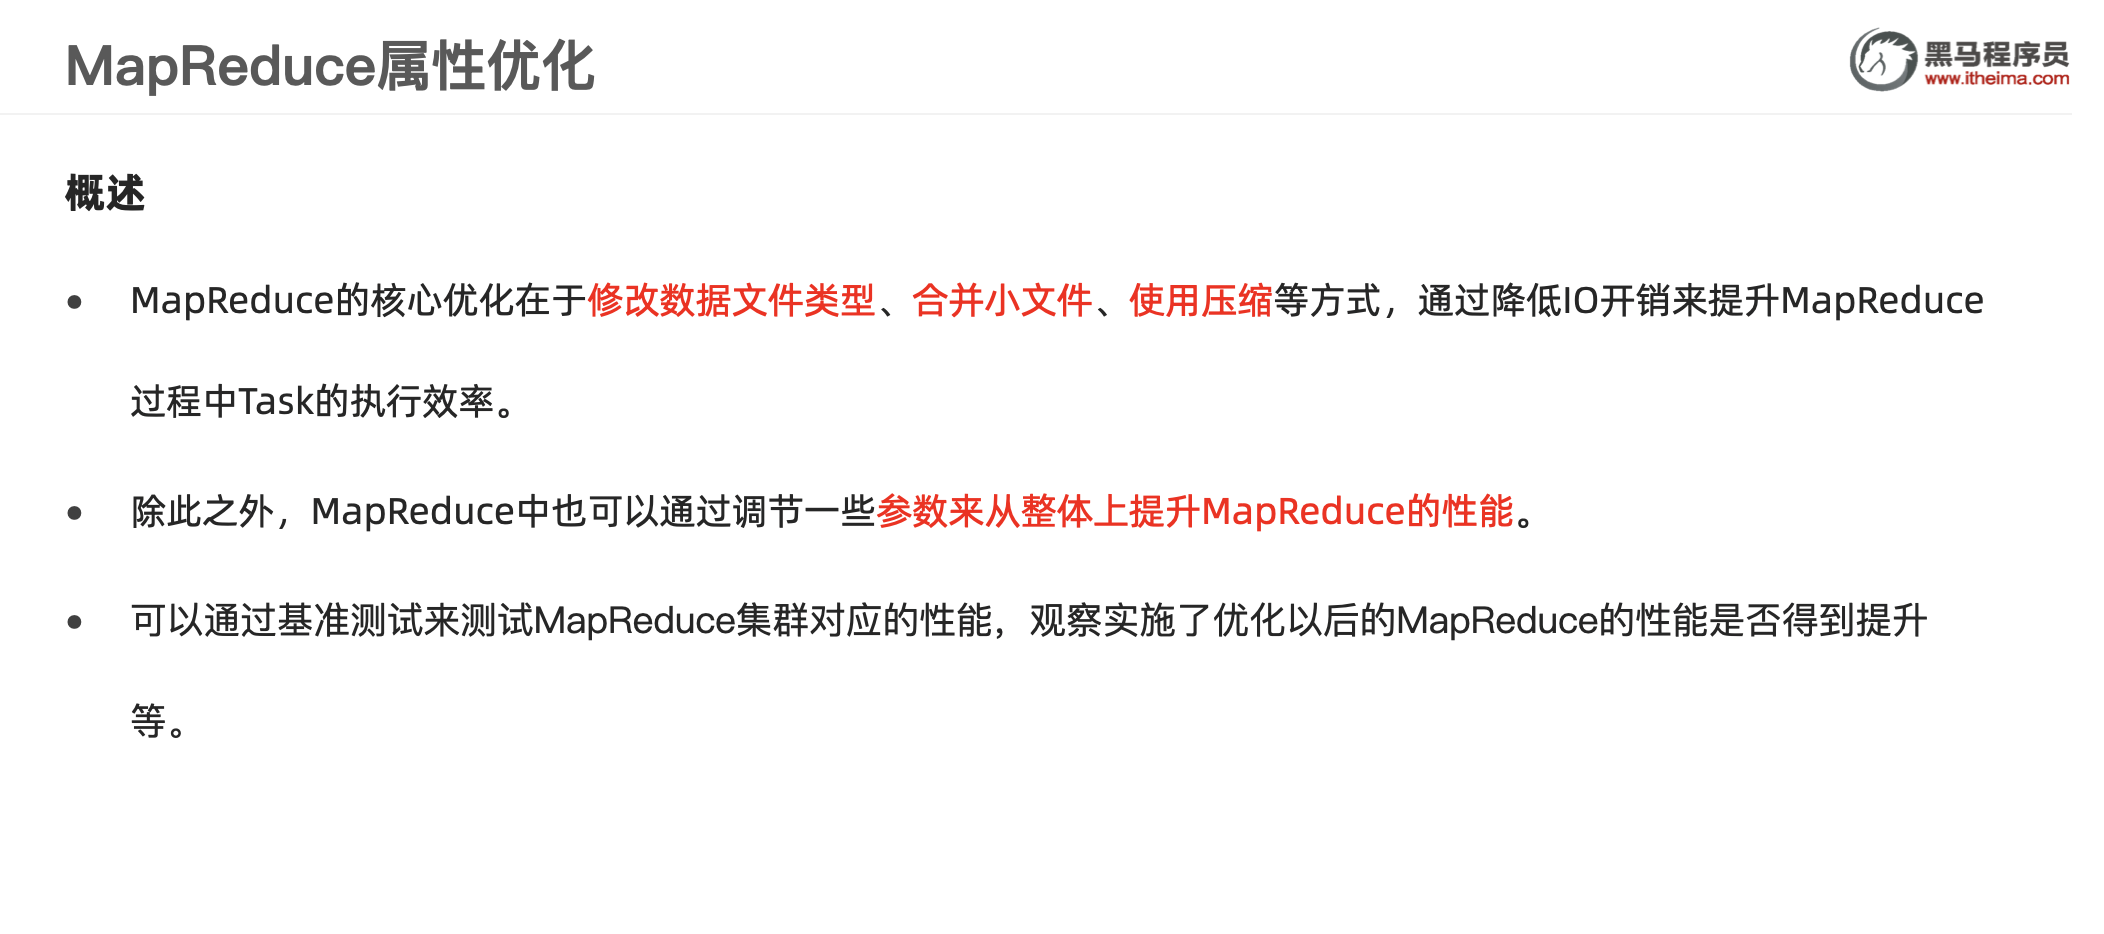 MapReduce属性优化
黑马程序员
www.itheima.com
概述
• MapReduce的核心优化在于修改数据文件类型、合并小文件、使用压缩等方式，通过降低IO开销来提升MapReduce
过程中Task的执行效率。
• 除此之外，MapReduce中也可以通过调节一些参数来从整体上提升MapReduce的性能。
• 可以通过基准测试来测试MapReduce集群对应的性能，观察实施了优化以后的MapReduce的性能是否得到提升
等。